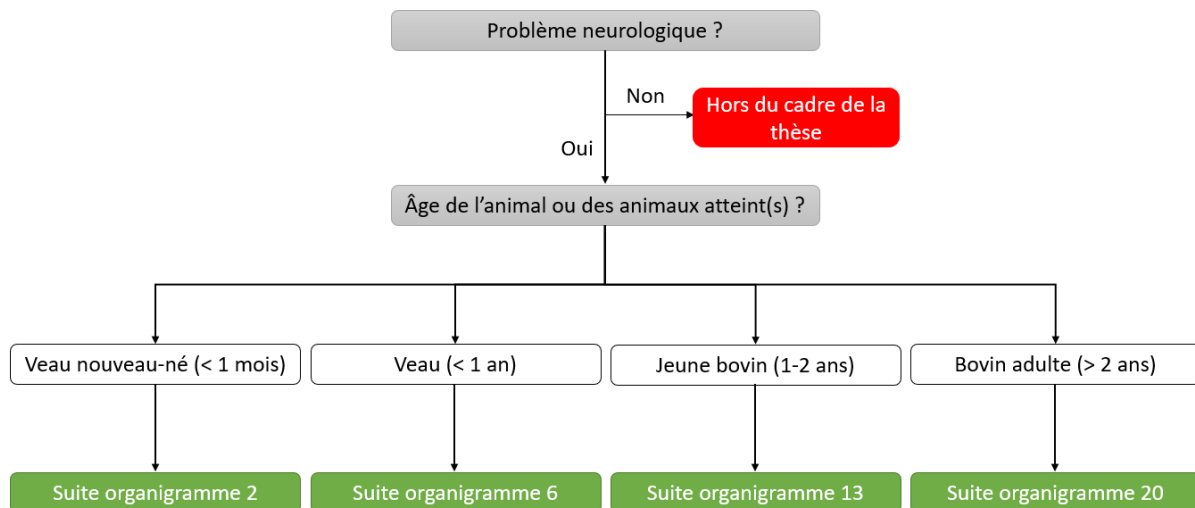 Problème neurologique ?
Non
Hors du cadre de la
thèse
Oui
Âge de l’animal ou des animaux atteint(s) ?
Veau nouveau-né (< 1 mois)
Veau (< 1 an)
Jeune bovin (1-2 ans)
Bovin adulte (> 2 ans)
Suite organigramme 2
Suite organigramme 6
Suite organigramme 13
Suite organigramme 20